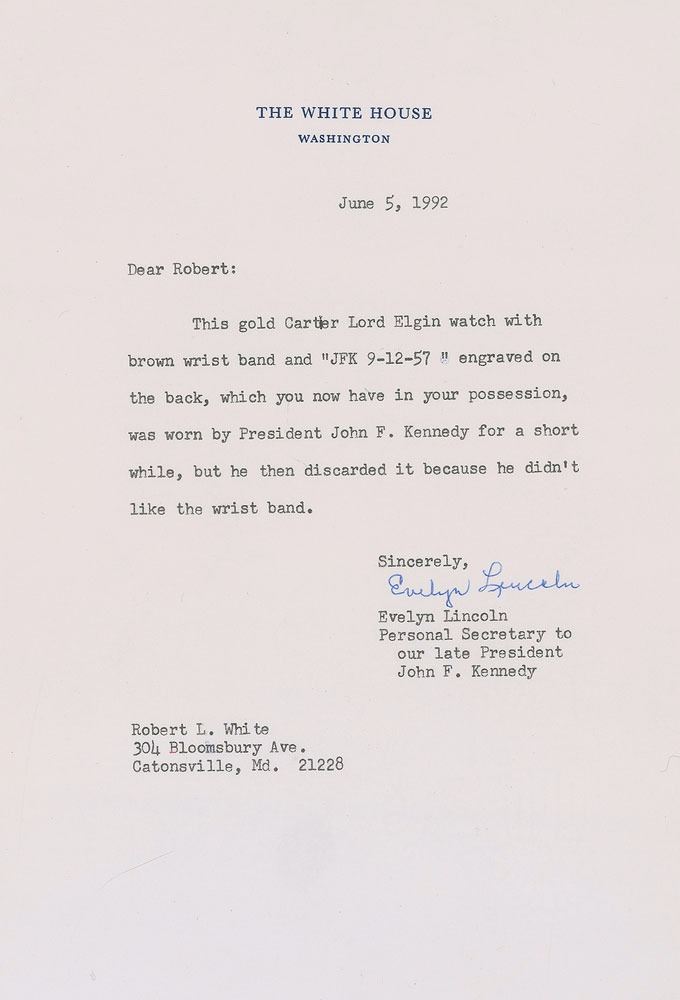 THE WHITE HOUSE
WASHINGTON
June 5, 1992
Dear Robert:
This gold Cartier Lord Elgin watch with
brown wrist band and "JFK 9-12-57 " engraved on
the back, which you now have in your possession,
was worn by President John F. Kennedy for a short
while, but he then discarded it because he didn't
like the wrist band.
Sincerely,
Evelyn Lincoln
Evelyn Lincoln
Personal Secretary to
our late President
John F. Kennedy
Robert L. White
304 Bloomsbury Ave.
Catonsville, Md. 21228